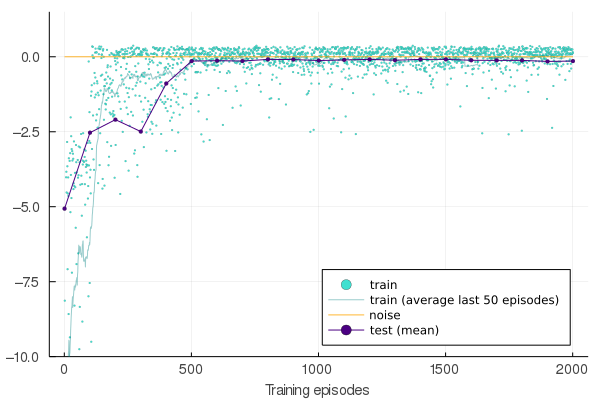 0.0
−2.5
−5.0
−7.5
−10.0
0
500
1000
1500
2000
Training episodes
train
train (average last 50 episodes)
noise
test (mean)